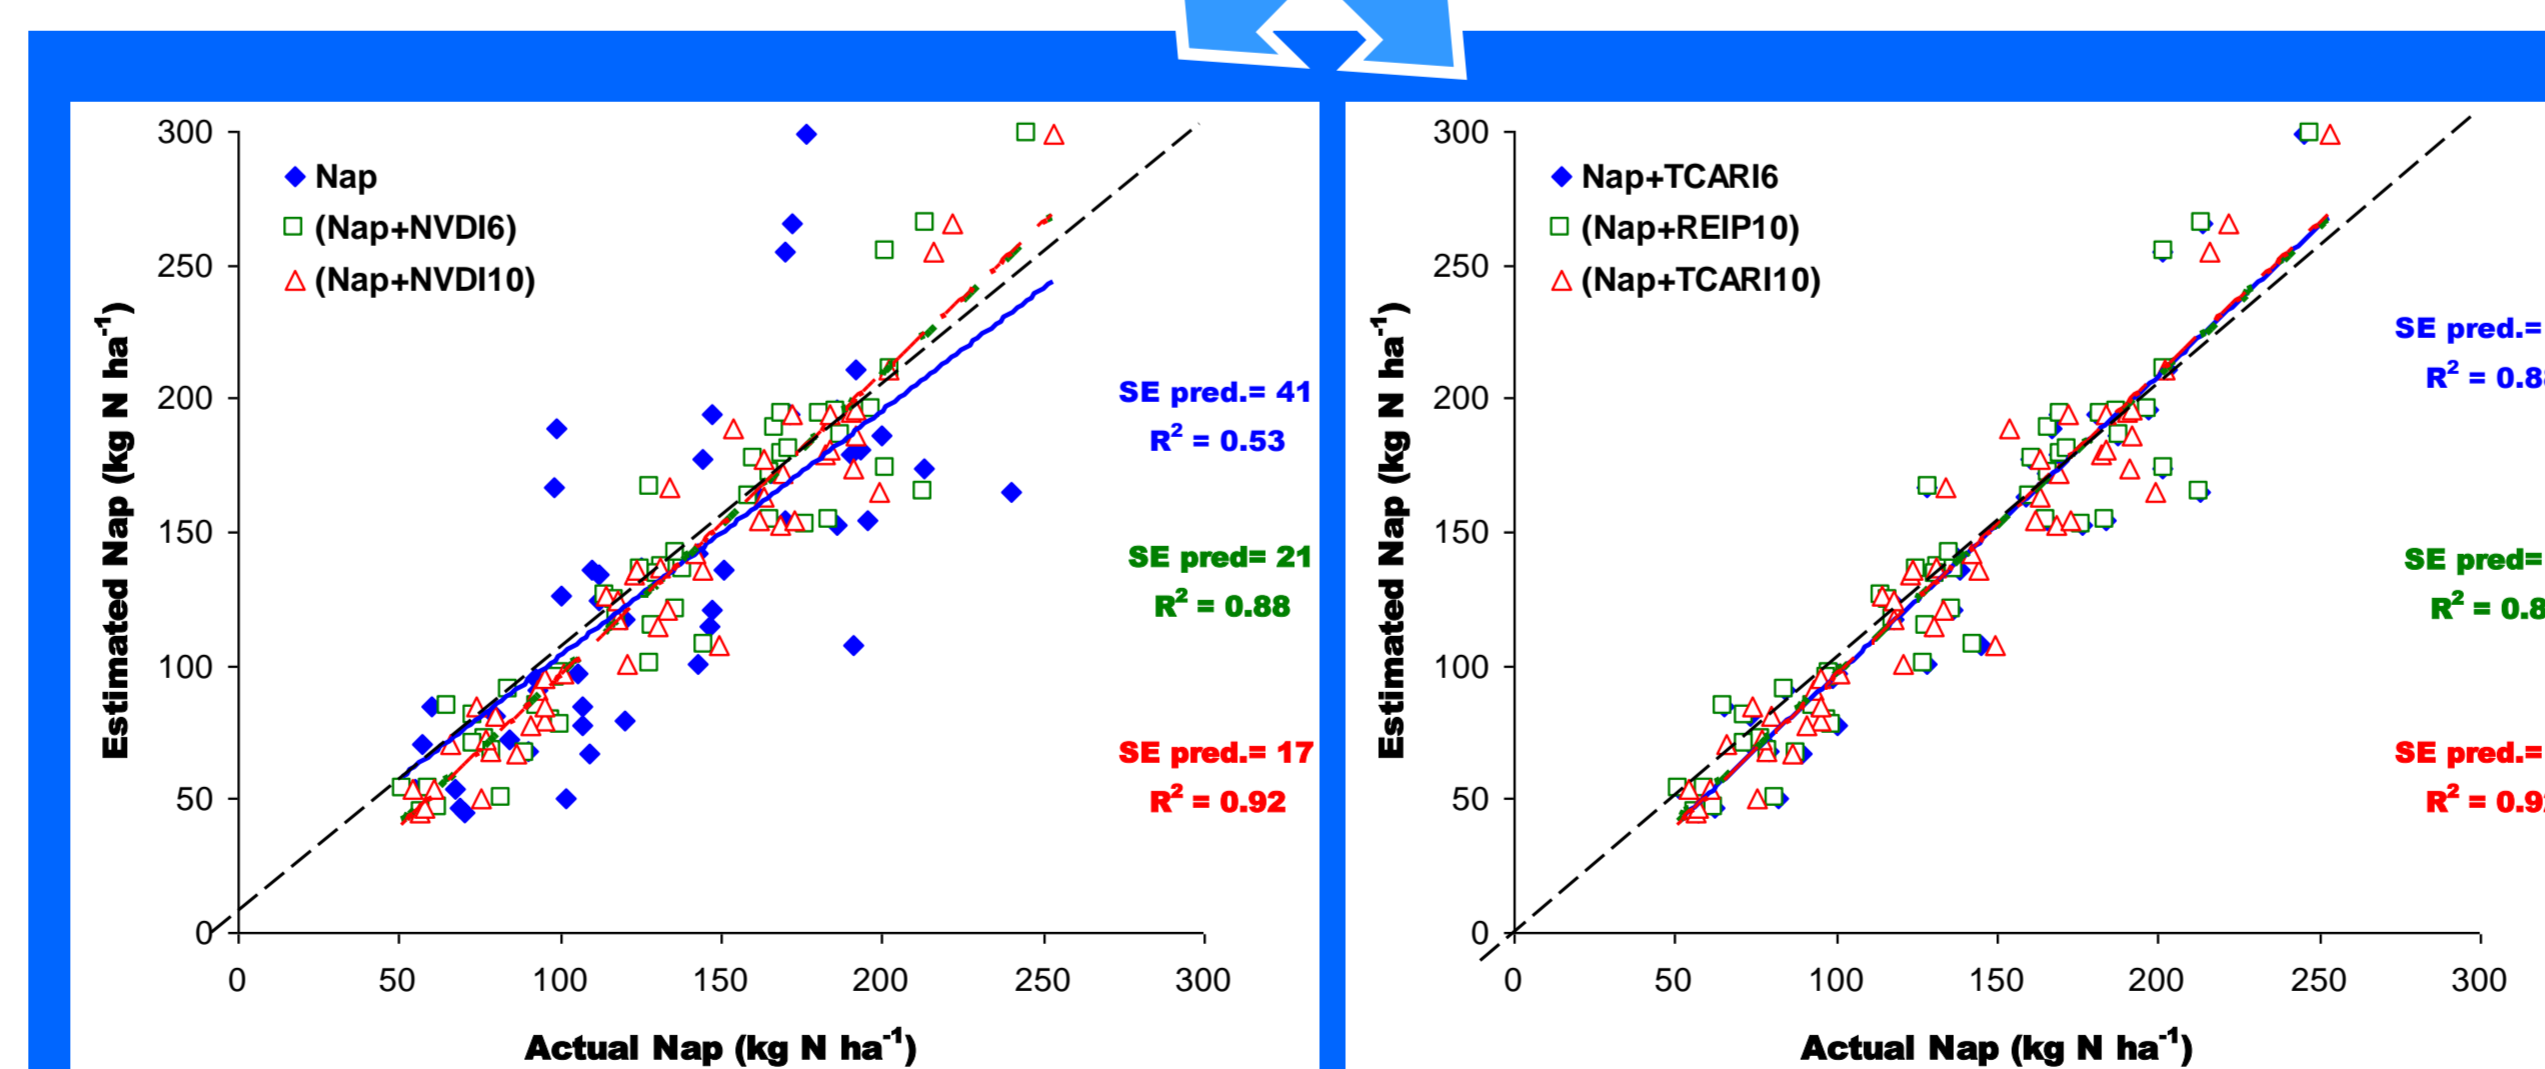 300
250
200
150
100
50
0
Estimated Nap (kg N ha⁻¹)
Nap
(Nap+NVDI6)
(Nap+NVDI10)
SE pred.= 41
R² = 0.53
SE pred= 21
R² = 0.88
SE pred.= 17
R² = 0.92
0 50 100 150 200 250 300
Actual Nap (kg N ha⁻¹)
300
250
200
150
100
50
0
Estimated Nap (kg N ha⁻¹)
Nap+TCARI6
(Nap+REIP10)
(Nap+TCARI10)
SE pred.=
R² =
SE pred=
R² =
SE pred.=
R² =
0 50 100 150 200 250 300
Actual Nap (kg N ha⁻¹)